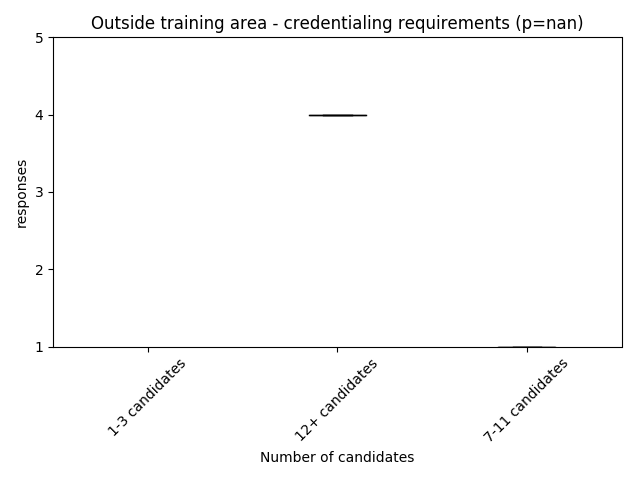 Outside training area - credentialing requirements (p=nan)
5
4
3
2
1
responses
1-3 candidates
12+ candidates
7-11 candidates
Number of candidates